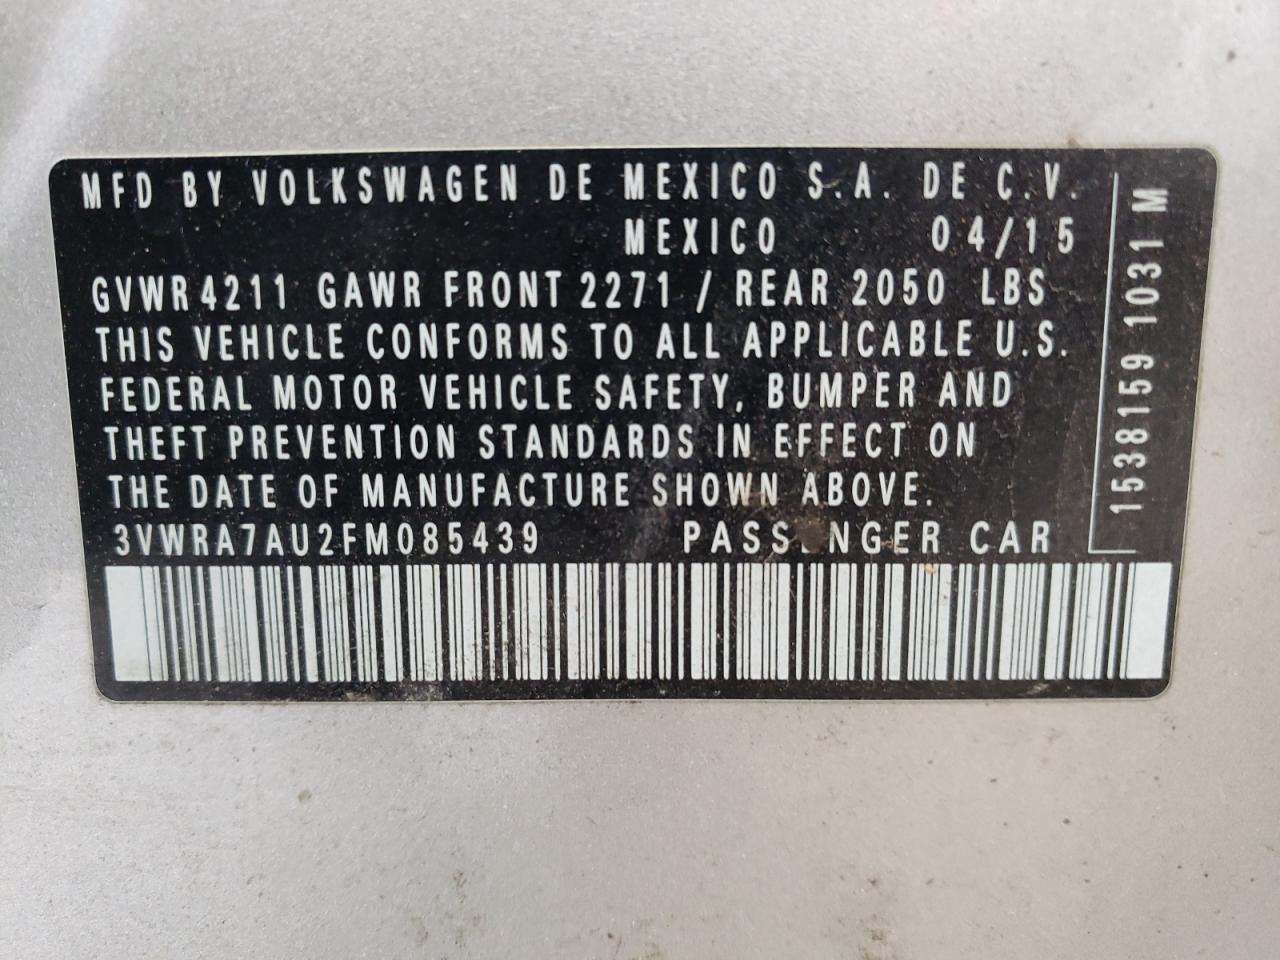 MFD BY VOLKSWAGEN DE MEXICO S.A. DE C.V.
MEXICO 04/15
GVWR 4211 GAWR FRONT 2271 / REAR 2050 LBS
THIS VEHICLE CONFORMS TO ALL APPLICABLE U.S.
FEDERAL MOTOR VEHICLE SAFETY, BUMPER AND
THEFT PREVENTION STANDARDS IN EFFECT ON
THE DATE OF MANUFACTURE SHOWN ABOVE.
3VWRA7AU2FM085439 PASSENGER CAR
1538159 1031 M